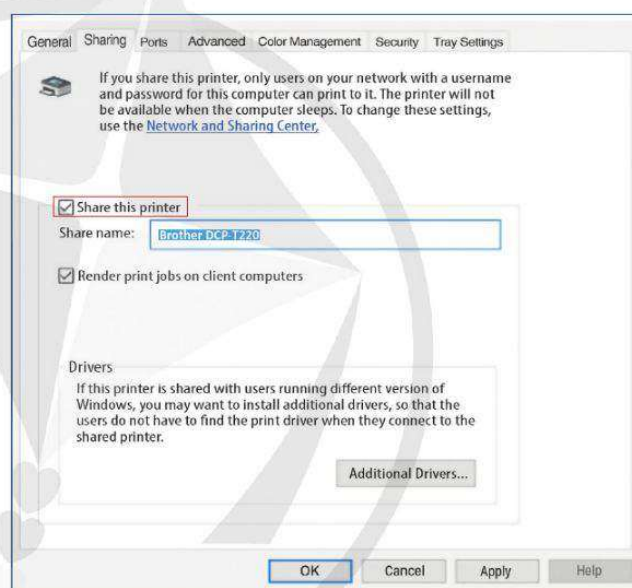 General Sharing Ports Advanced Color Management Security Tray Settings
If you share this printer, only users on your network with a username
and password for this computer can print to it. The printer will not
be available when the computer sleeps. To change these settings,
use the Network and Sharing Center,
Share this printer
Share name: Brother DCP-T220
Render print jobs on client computers
Drivers
If this printer is shared with users running different version of
Windows, you may want to install additional drivers, so that the
users do not have to find the print driver when they connect to the
shared printer.
Additional Drivers...
OK Cancel Apply Help